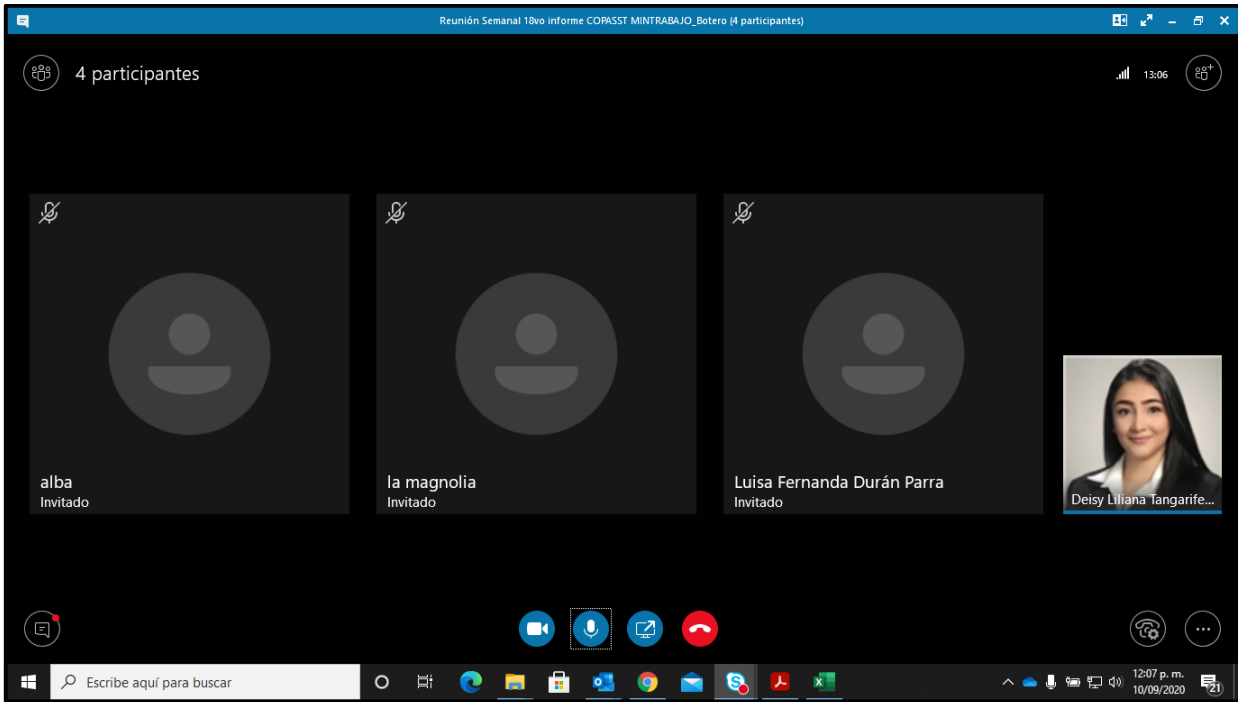 Reunión Semanal 18vo informe COPASST MINTRABAJO_Botero (4 participantes)
4 participantes
13:06
alba
Invitado
la magnolia
Invitado
Luisa Fernanda Durán Parra
Invitado
Deisy Liliana Tangarife...
Escribe aquí para buscar
12:07 p. m.
10/09/2020
21